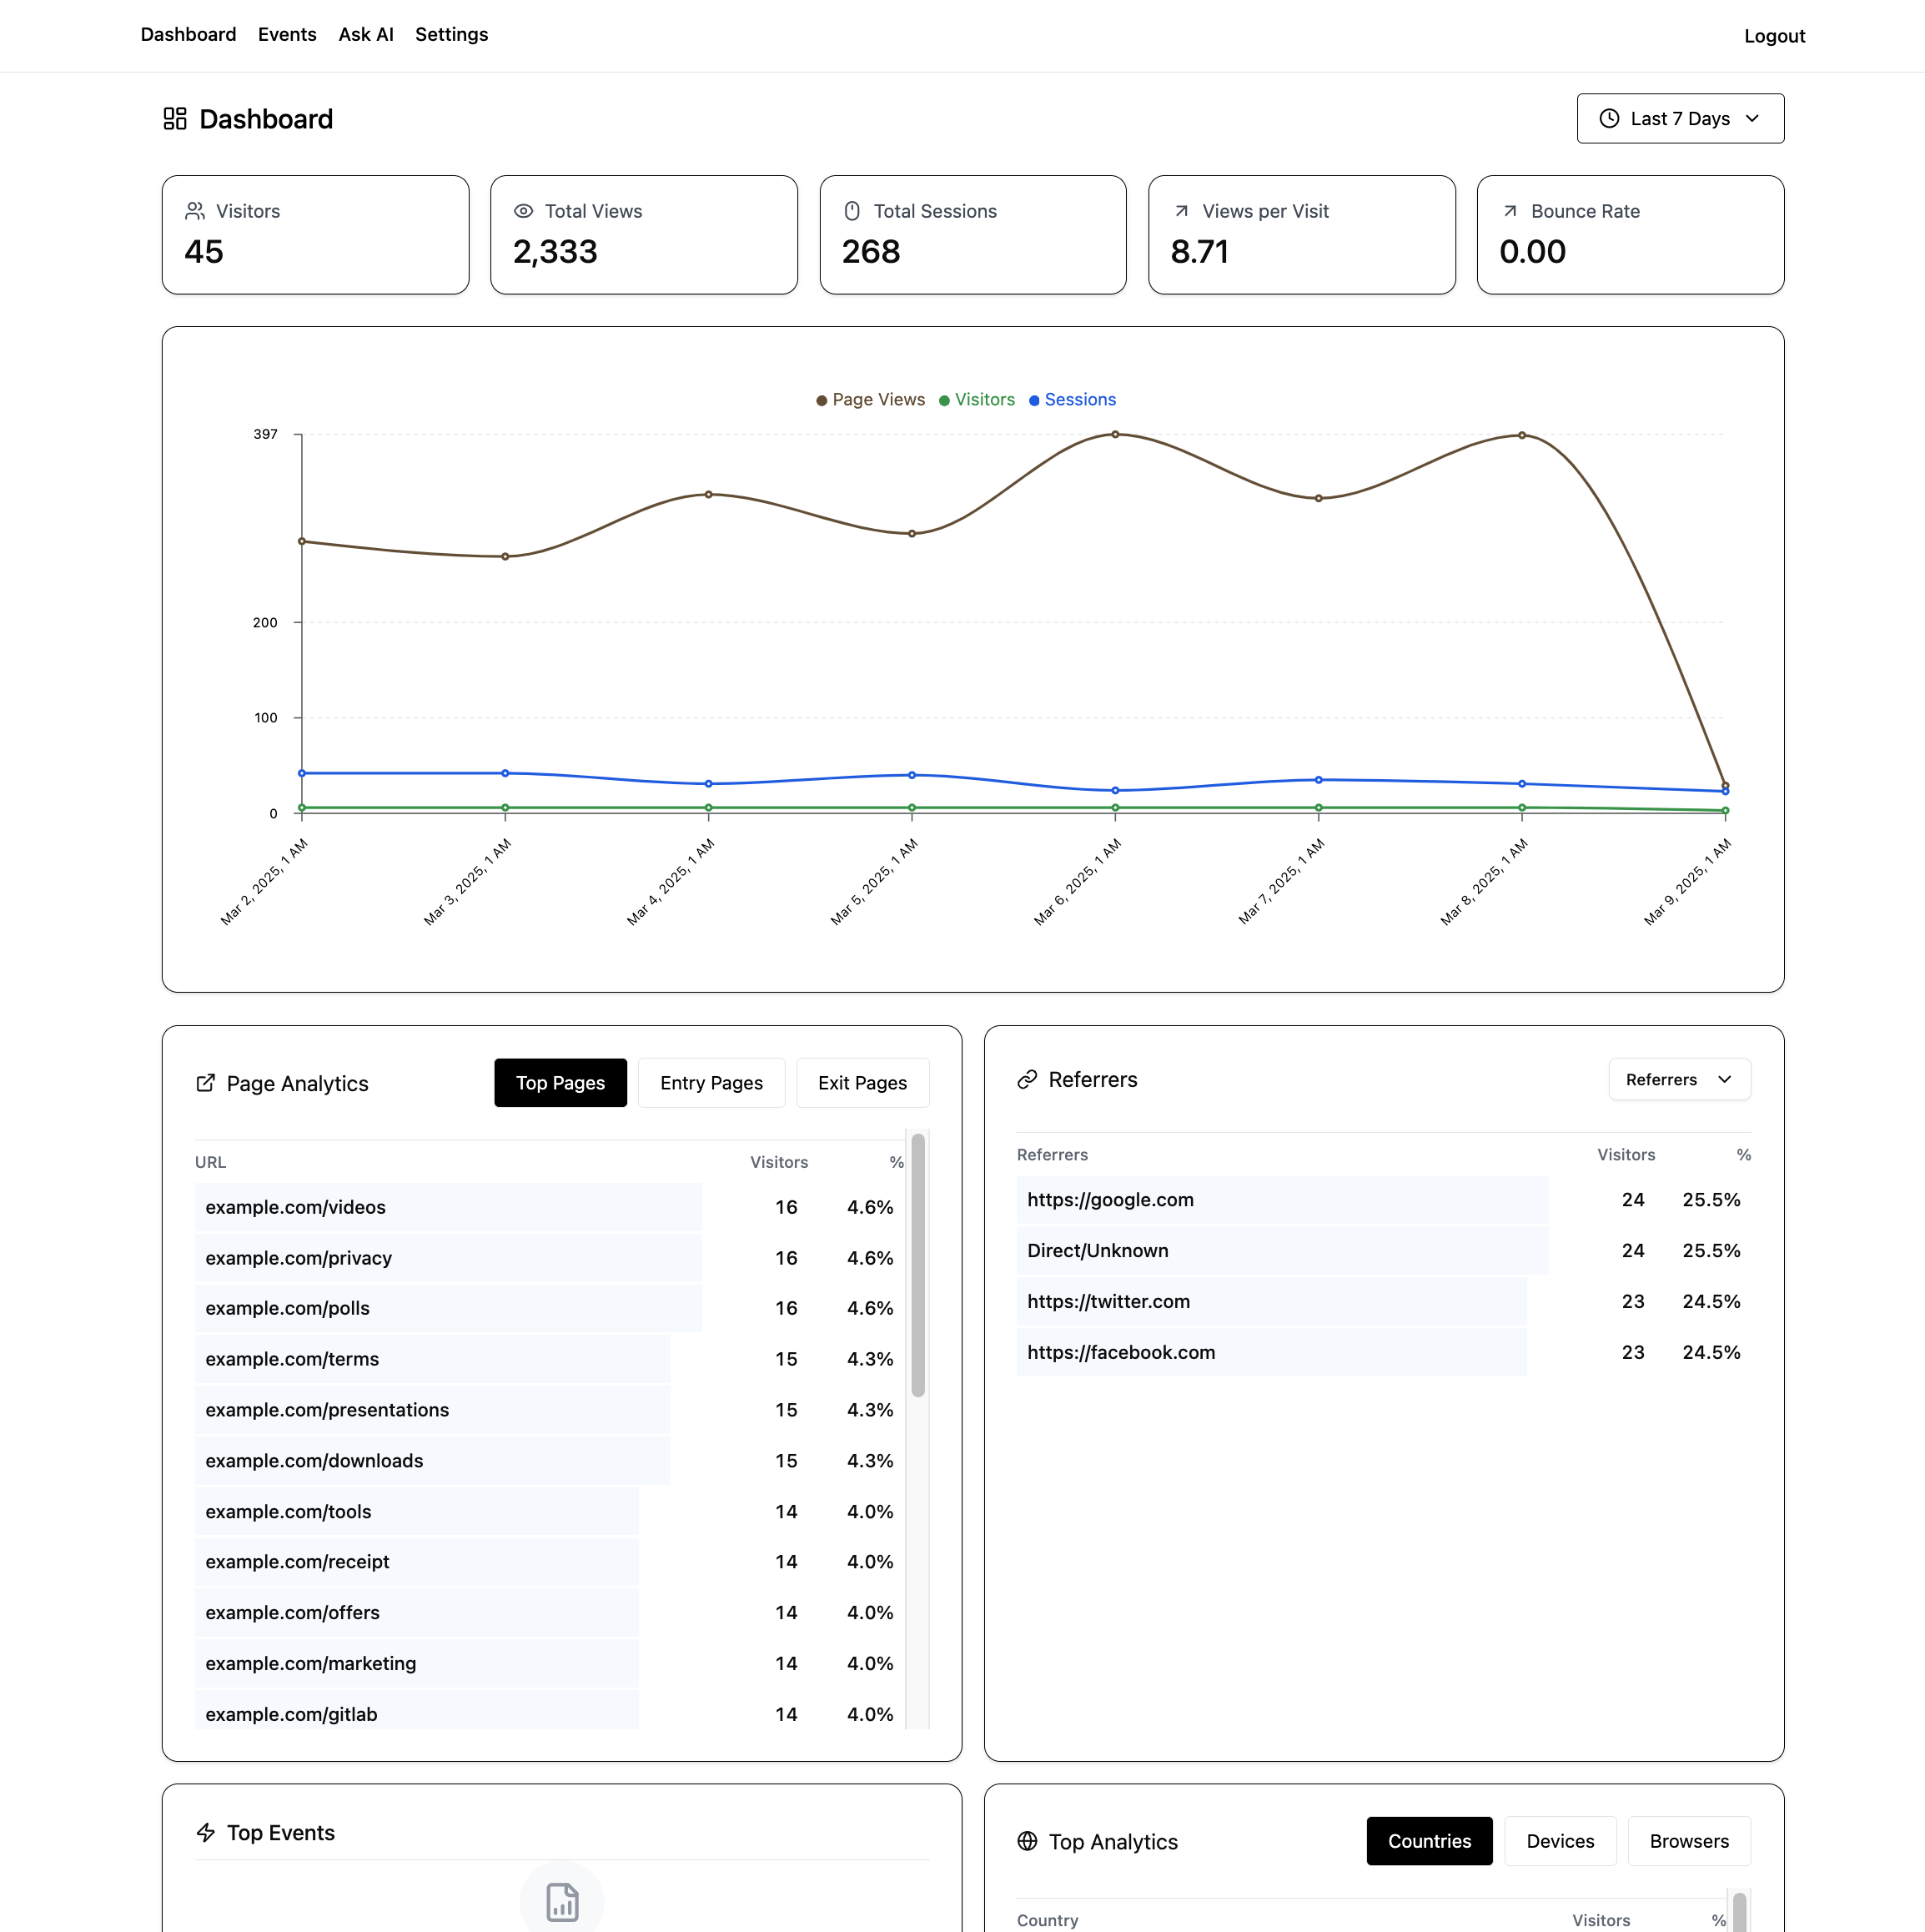 Dashboard Events Ask AI Settings Logout
Dashboard
Last 7 Days
Visitors
45
Total Views
2,333
Total Sessions
268
Views per Visit
8.71
Bounce Rate
0.00
Page Views Visitors Sessions
397
200
100
0
Mar 2, 2025, 1 AM
Mar 3, 2025, 1 AM
Mar 4, 2025, 1 AM
Mar 5, 2025, 1 AM
Mar 6, 2025, 1 AM
Mar 7, 2025, 1 AM
Mar 8, 2025, 1 AM
Mar 9, 2025, 1 AM
Page Analytics
Top Pages Entry Pages Exit Pages
URL Visitors %
example.com/videos 16 4.6%
example.com/privacy 16 4.6%
example.com/polls 16 4.6%
example.com/terms 15 4.3%
example.com/presentations 15 4.3%
example.com/downloads 15 4.3%
example.com/tools 14 4.0%
example.com/receipt 14 4.0%
example.com/offers 14 4.0%
example.com/marketing 14 4.0%
example.com/gitlab 14 4.0%
Referrers
Referrers
Referrers Visitors %
https://google.com 24 25.5%
Direct/Unknown 24 25.5%
https://twitter.com 23 24.5%
https://facebook.com 23 24.5%
Top Events
Top Analytics
Countries Devices Browsers
Country Visitors %